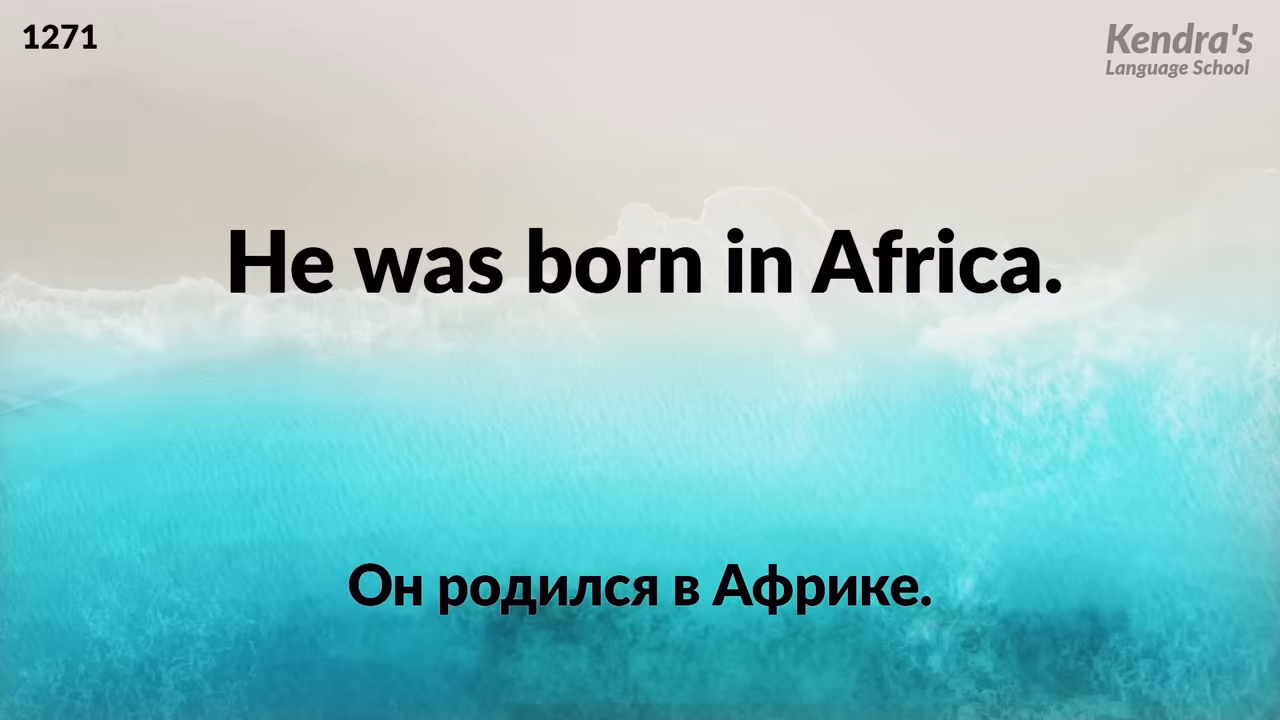 1271
Kendra's
Language School
He was born in Africa.
Он родился в Африке.